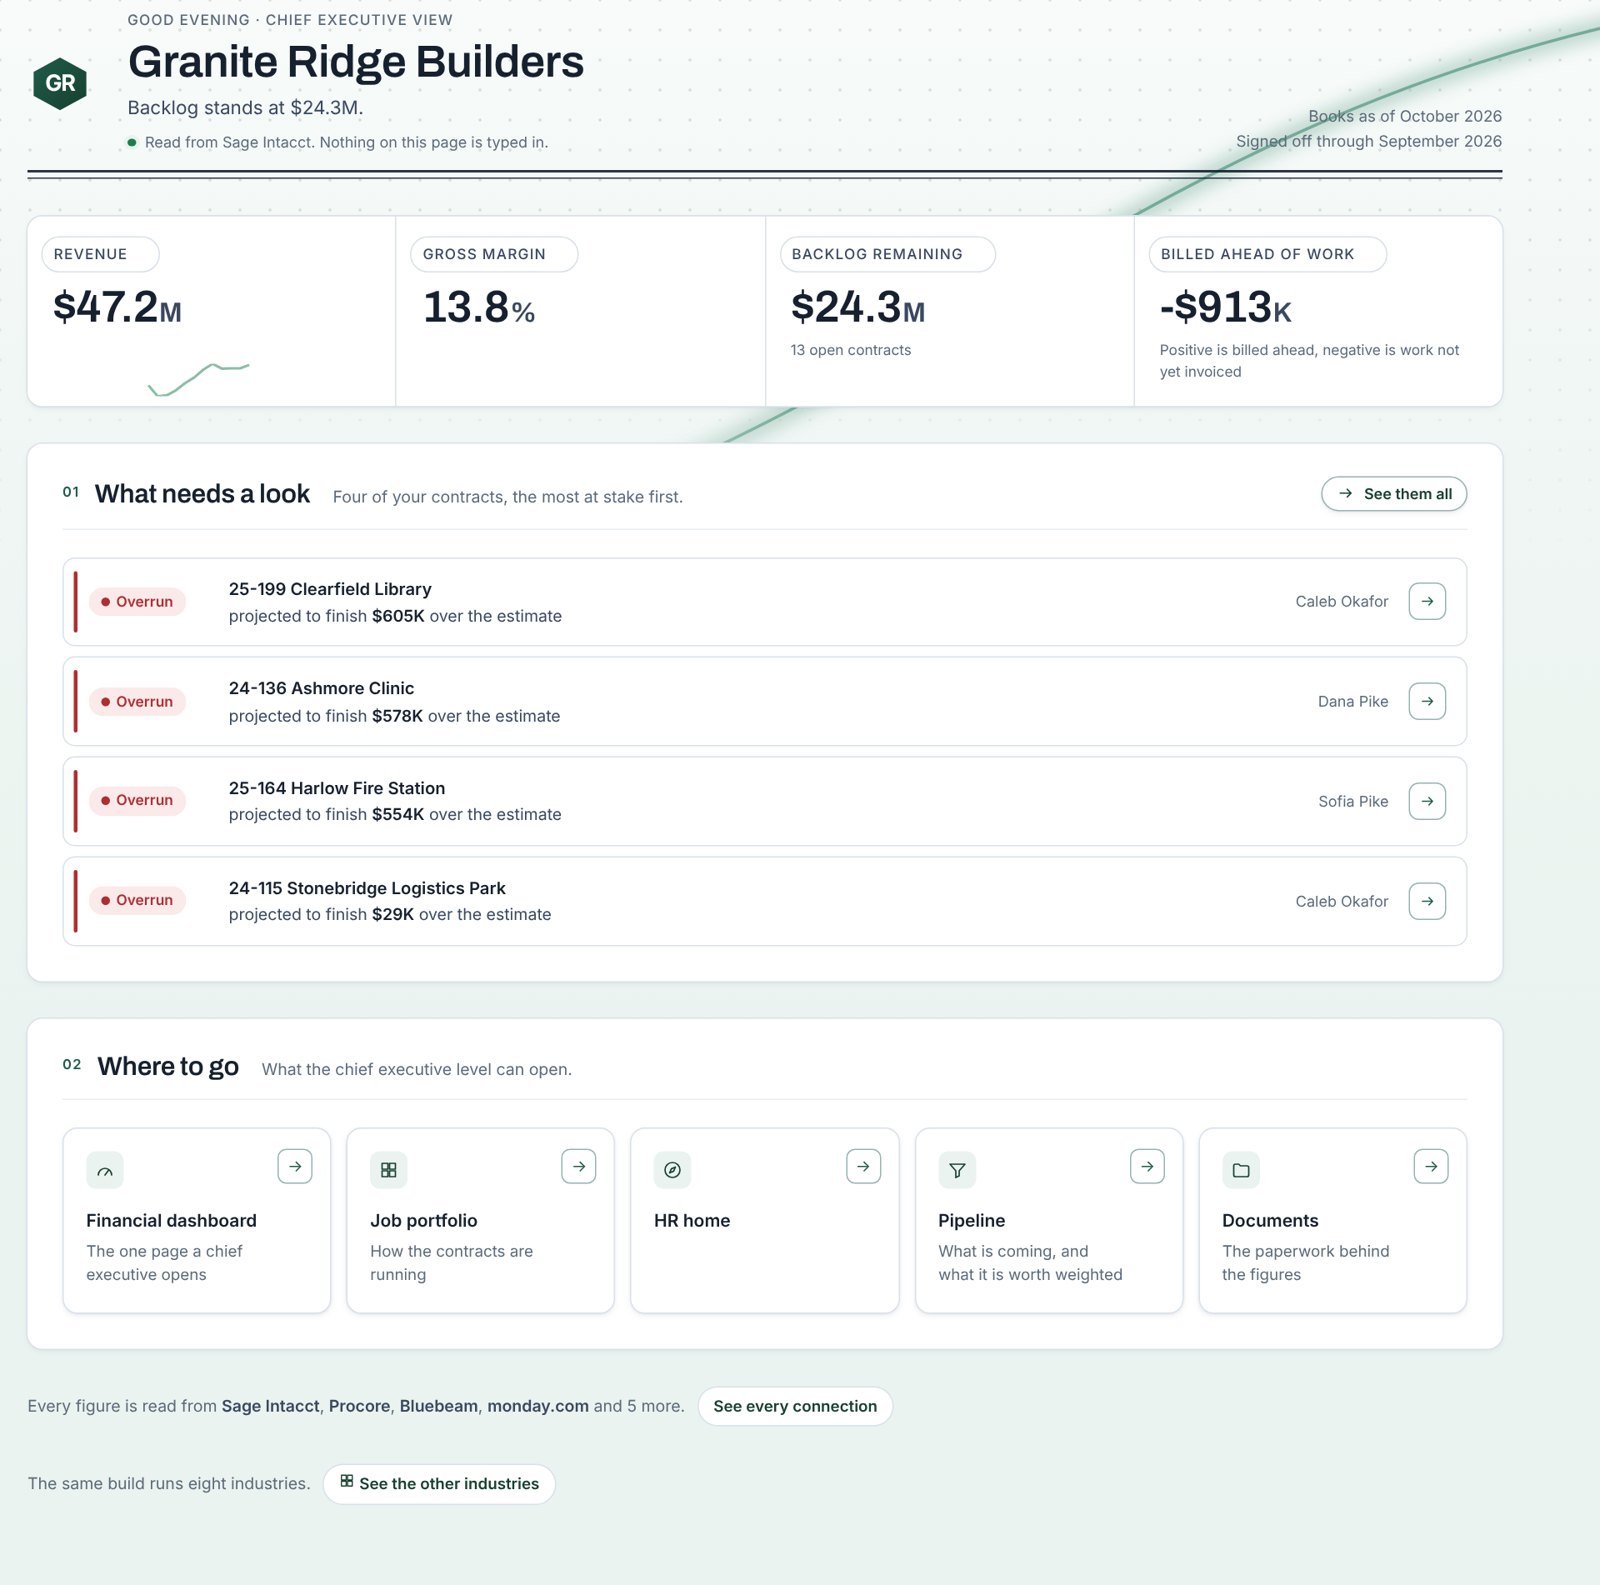 GOOD EVENING · CHIEF EXECUTIVE VIEW
GR
Granite Ridge Builders
Backlog stands at $24.3M.
Read from Sage Intacct. Nothing on this page is typed in.
Books as of October 2026
Signed off through September 2026
REVENUE
$47.2M
GROSS MARGIN
13.8%
BACKLOG REMAINING
$24.3M
13 open contracts
BILLED AHEAD OF WORK
-$913K
Positive is billed ahead, negative is work not
yet invoiced
01 What needs a look Four of your contracts, the most at stake first.
→ See them all
Overrun
25-199 Clearfield Library
projected to finish $605K over the estimate
Caleb Okafor
Overrun
24-136 Ashmore Clinic
projected to finish $578K over the estimate
Dana Pike
Overrun
25-164 Harlow Fire Station
projected to finish $554K over the estimate
Sofia Pike
Overrun
24-115 Stonebridge Logistics Park
projected to finish $29K over the estimate
Caleb Okafor
02 Where to go What the chief executive level can open.
Financial dashboard
The one page a chief
executive opens
Job portfolio
How the contracts are
running
HR home
Pipeline
What is coming, and
what it is worth weighted
Documents
The paperwork behind
the figures
Every figure is read from Sage Intacct, Procore, Bluebeam, monday.com and 5 more.
See every connection
The same build runs eight industries.
See the other industries